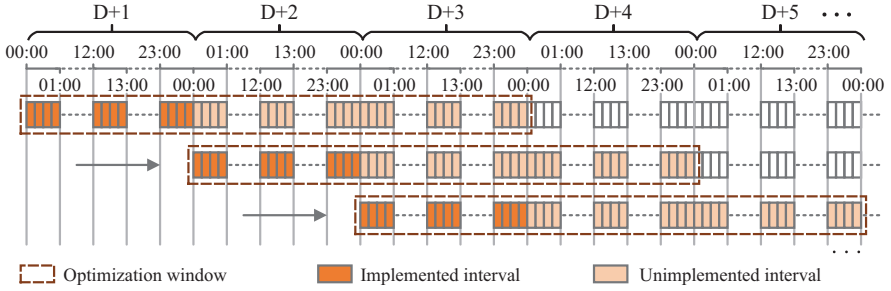 D+1 D+2 D+3 D+4 D+5 ...
00:00 12:00 23:00 01:00 13:00 00:00 12:00 23:00 01:00 13:00 00:00 12:00 23:00
01:00 13:00 00:00 12:00 23:00 01:00 13:00 00:00 12:00 23:00 01:00 13:00 00:00
...
Optimization window Implemented interval Unimplemented interval